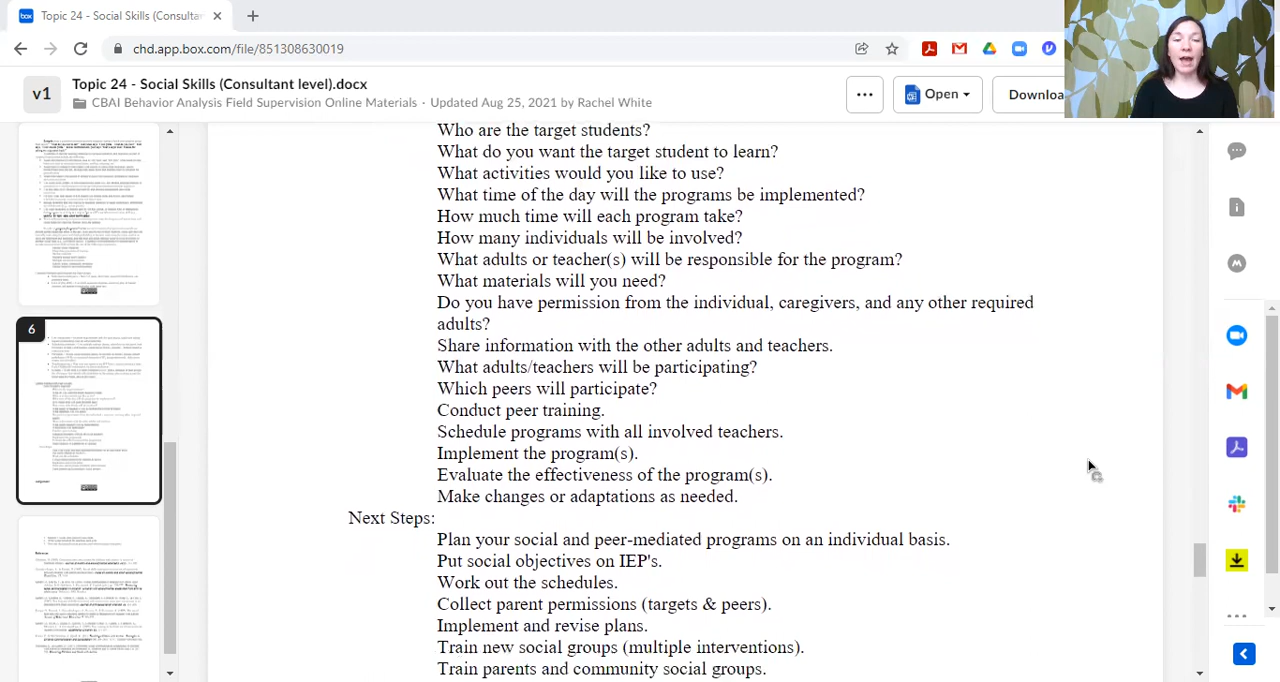 box Topic 24 - Social Skills (Consultar
chd.app.box.com/file/851308630019
v1
Topic 24 - Social Skills (Consultant level).docx
CBAI Behavior Analysis Field Supervision Online Materials · Updated Aug 25, 2021 by Rachel White
Open
Downloa
Who are the target students?
What do you want the target student to learn?
What activities would you like to use?
What time of day will the programs be implemented?
How much time will each program take?
How many individuals will be involved?
What adults or teacher(s) will be responsible for the program?
What materials will you need?
Do you have permission from the individual, caregivers, and any other required
adults?
Share information with the other adults or teachers.
What adults/teachers will be participating?
Which peers will participate?
Conduct peer training.
Schedule programs with all involved teachers.
Implement the program(s).
Evaluate the effectiveness of the program(s).
Make changes or adaptations as needed.
Next Steps:
Plan your social and peer-mediated programs on an individual basis.
Put social objectives on IEP's.
Work out the schedules.
Collect peer permissions (targets & peers).
Implement and revise plans.
Train new social groups (multiple interventions).
Train parent and community social groups.
6